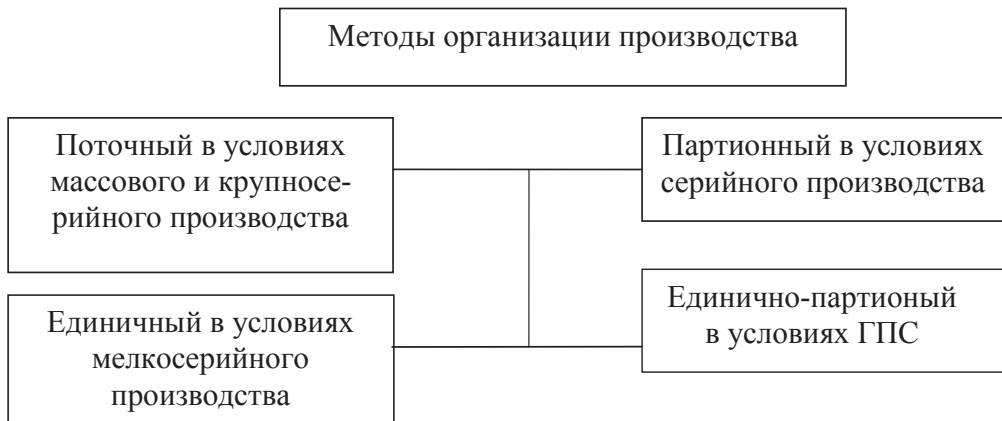 Методы организации производства
Поточный в условиях
массового и крупносе-
рийного производства
Партионный в условиях
серийного производства
Единичный в условиях
мелкосерийного
производства
Единично-партионый
в условиях ГПС